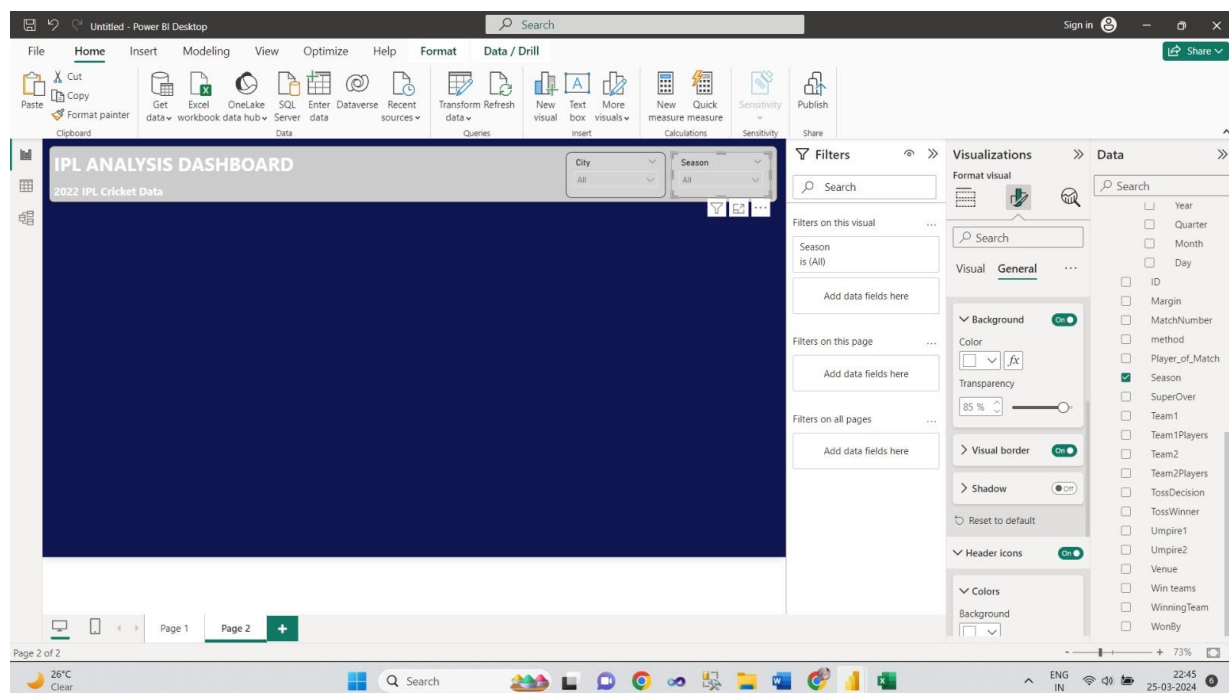 Untitled - Power BI Desktop
Search
Sign in
File Home Insert Modeling View Optimize Help Format Data / Drill
Share
Paste
Cut
Copy
Format painter
Clipboard
Get data
Excel workbook
OneLake data hub
SQL Server
Enter data
Dataverse
Recent sources
Data
Transform data
Refresh
Queries
New visual
Text box
More visuals
Insert
New measure
Quick measure
Calculations
Sensitivity
Sensitivity
Publish
Share
IPL ANALYSIS DASHBOARD
2022 IPL Cricket Data
City
All
Season
All
Filters
Search
Filters on this visual
Season
is (All)
Add data fields here
Filters on this page
Add data fields here
Filters on all pages
Add data fields here
Visualizations
Format visual
Search
Visual General
Background On
Color
fx
Transparency
85 %
Visual border On
Shadow Off
Reset to default
Header icons On
Colors
Background
Data
Search
Year
Quarter
Month
Day
ID
Margin
MatchNumber
method
Player_of_Match
Season
SuperOver
Team1
Team1Players
Team2
Team2Players
TossDecision
TossWinner
Umpire1
Umpire2
Venue
Win teams
WinningTeam
WonBy
Page 1 Page 2 +
Page 2 of 2
- + 73%
26°C
Clear
Search
ENG
IN
22:45
25-03-2024
6